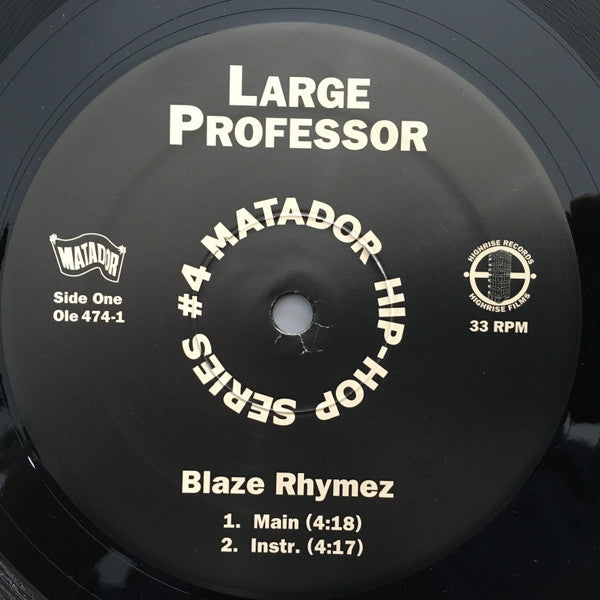 LARGE
PROFESSOR
MATADOR HIP-HOP SERIES #4
MATADOR
Side One
Ole 474-1
HIGHRISE RECORDS
HIGHRISE FILMS
33 RPM
Blaze Rhymez
1. Main (4:18)
2. Instr. (4:17)